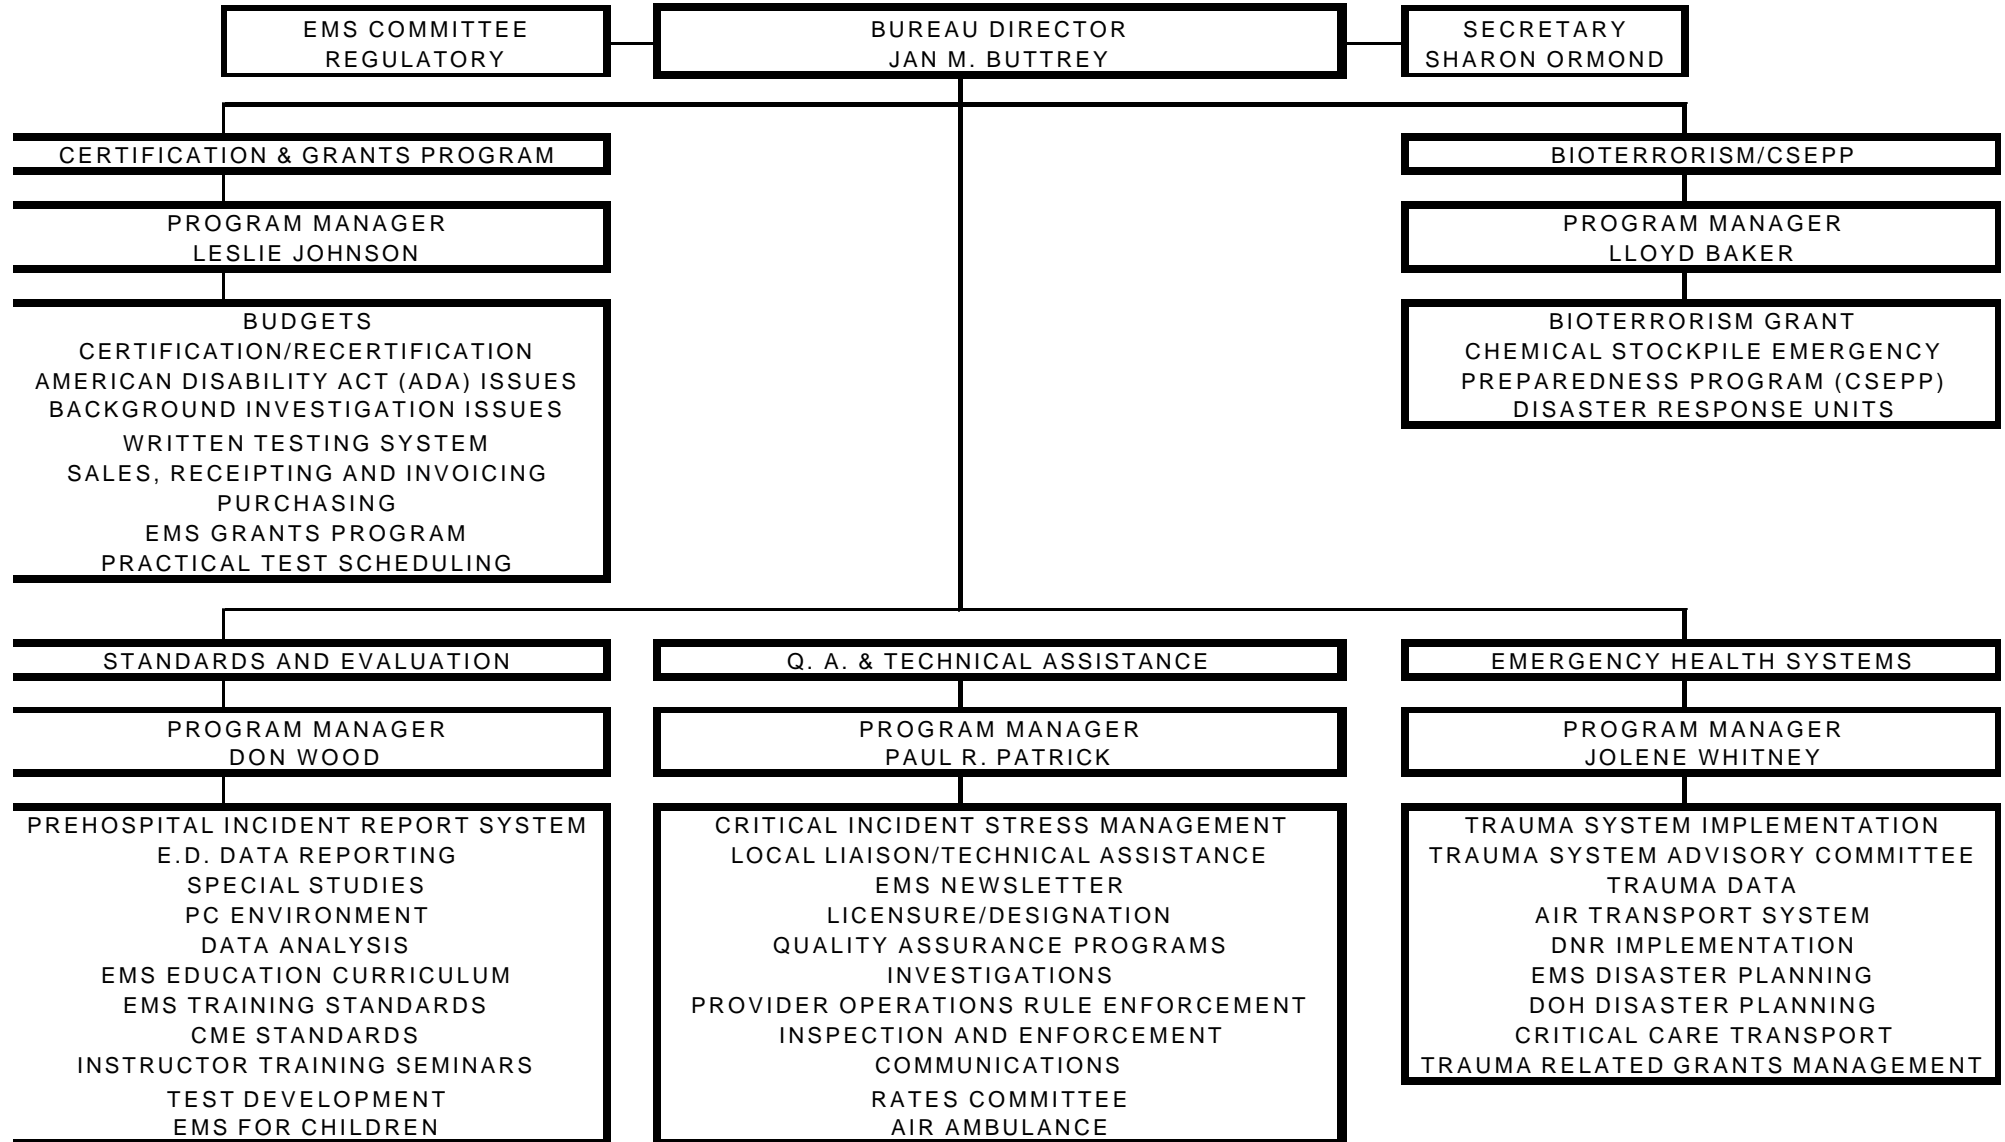 EMS COMMITTEE
REGULATORY
BUREAU DIRECTOR
JAN M. BUTTREY
SECRETARY
SHARON ORMOND
CERTIFICATION & GRANTS PROGRAM
PROGRAM MANAGER
LESLIE JOHNSON
BUDGETS
CERTIFICATION/RECERTIFICATION
AMERICAN DISABILITY ACT (ADA) ISSUES
BACKGROUND INVESTIGATION ISSUES
WRITTEN TESTING SYSTEM
SALES, RECEIPTING AND INVOICING
PURCHASING
EMS GRANTS PROGRAM
PRACTICAL TEST SCHEDULING
BIOTERRORISM/CSEPP
PROGRAM MANAGER
LLOYD BAKER
BIOTERRORISM GRANT
CHEMICAL STOCKPILE EMERGENCY
PREPAREDNESS PROGRAM (CSEPP)
DISASTER RESPONSE UNITS
STANDARDS AND EVALUATION
PROGRAM MANAGER
DON WOOD
PREHOSPITAL INCIDENT REPORT SYSTEM
E.D. DATA REPORTING
SPECIAL STUDIES
PC ENVIRONMENT
DATA ANALYSIS
EMS EDUCATION CURRICULUM
EMS TRAINING STANDARDS
CME STANDARDS
INSTRUCTOR TRAINING SEMINARS
TEST DEVELOPMENT
EMS FOR CHILDREN
Q. A. & TECHNICAL ASSISTANCE
PROGRAM MANAGER
PAUL R. PATRICK
CRITICAL INCIDENT STRESS MANAGEMENT
LOCAL LIAISON/TECHNICAL ASSISTANCE
EMS NEWSLETTER
LICENSURE/DESIGNATION
QUALITY ASSURANCE PROGRAMS
INVESTIGATIONS
PROVIDER OPERATIONS RULE ENFORCEMENT
INSPECTION AND ENFORCEMENT
COMMUNICATIONS
RATES COMMITTEE
AIR AMBULANCE
EMERGENCY HEALTH SYSTEMS
PROGRAM MANAGER
JOLENE WHITNEY
TRAUMA SYSTEM IMPLEMENTATION
TRAUMA SYSTEM ADVISORY COMMITTEE
TRAUMA DATA
AIR TRANSPORT SYSTEM
DNR IMPLEMENTATION
EMS DISASTER PLANNING
DOH DISASTER PLANNING
CRITICAL CARE TRANSPORT
TRAUMA RELATED GRANTS MANAGEMENT